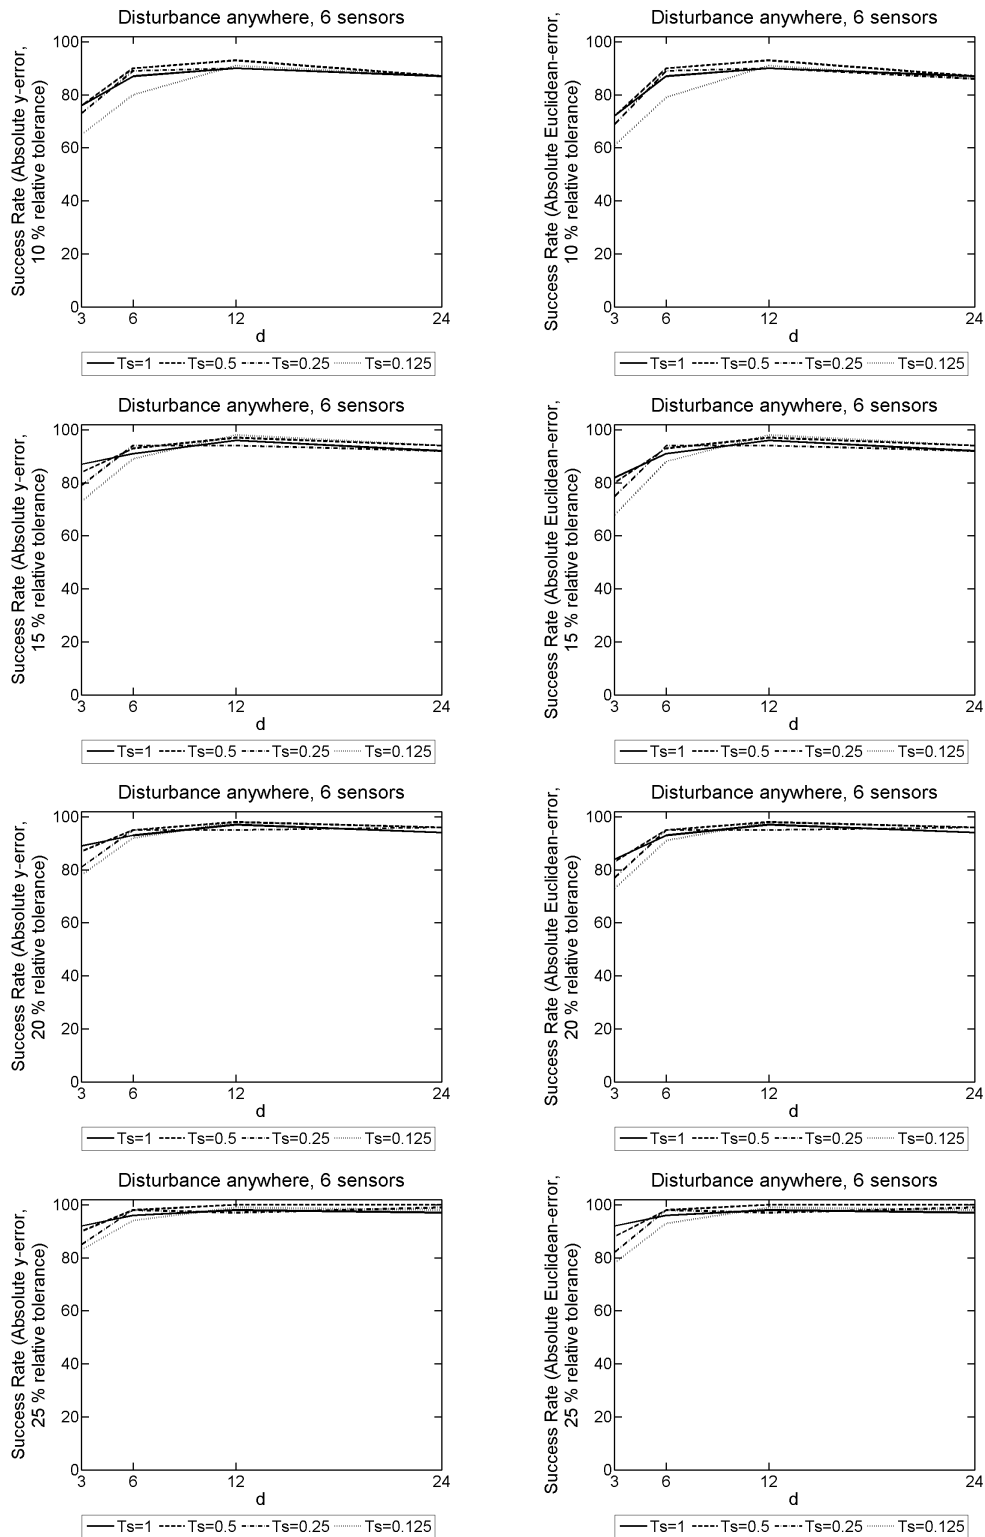 Disturbance anywhere, 6 sensors
Success Rate (Absolute y-error,
10 % relative tolerance)
100
80
60
40
20
0
3 6 12 24
d
Ts=1 Ts=0.5 Ts=0.25 Ts=0.125
Disturbance anywhere, 6 sensors
Success Rate (Absolute Euclidean-error,
10 % relative tolerance)
100
80
60
40
20
0
3 6 12 24
d
Ts=1 Ts=0.5 Ts=0.25 Ts=0.125
Disturbance anywhere, 6 sensors
Success Rate (Absolute y-error,
15 % relative tolerance)
100
80
60
40
20
0
3 6 12 24
d
Ts=1 Ts=0.5 Ts=0.25 Ts=0.125
Disturbance anywhere, 6 sensors
Success Rate (Absolute Euclidean-error,
15 % relative tolerance)
100
80
60
40
20
0
3 6 12 24
d
Ts=1 Ts=0.5 Ts=0.25 Ts=0.125
Disturbance anywhere, 6 sensors
Success Rate (Absolute y-error,
20 % relative tolerance)
100
80
60
40
20
0
3 6 12 24
d
Ts=1 Ts=0.5 Ts=0.25 Ts=0.125
Disturbance anywhere, 6 sensors
Success Rate (Absolute Euclidean-error,
20 % relative tolerance)
100
80
60
40
20
0
3 6 12 24
d
Ts=1 Ts=0.5 Ts=0.25 Ts=0.125
Disturbance anywhere, 6 sensors
Success Rate (Absolute y-error,
25 % relative tolerance)
100
80
60
40
20
0
3 6 12 24
d
Ts=1 Ts=0.5 Ts=0.25 Ts=0.125
Disturbance anywhere, 6 sensors
Success Rate (Absolute Euclidean-error,
25 % relative tolerance)
100
80
60
40
20
0
3 6 12 24
d
Ts=1 Ts=0.5 Ts=0.25 Ts=0.125